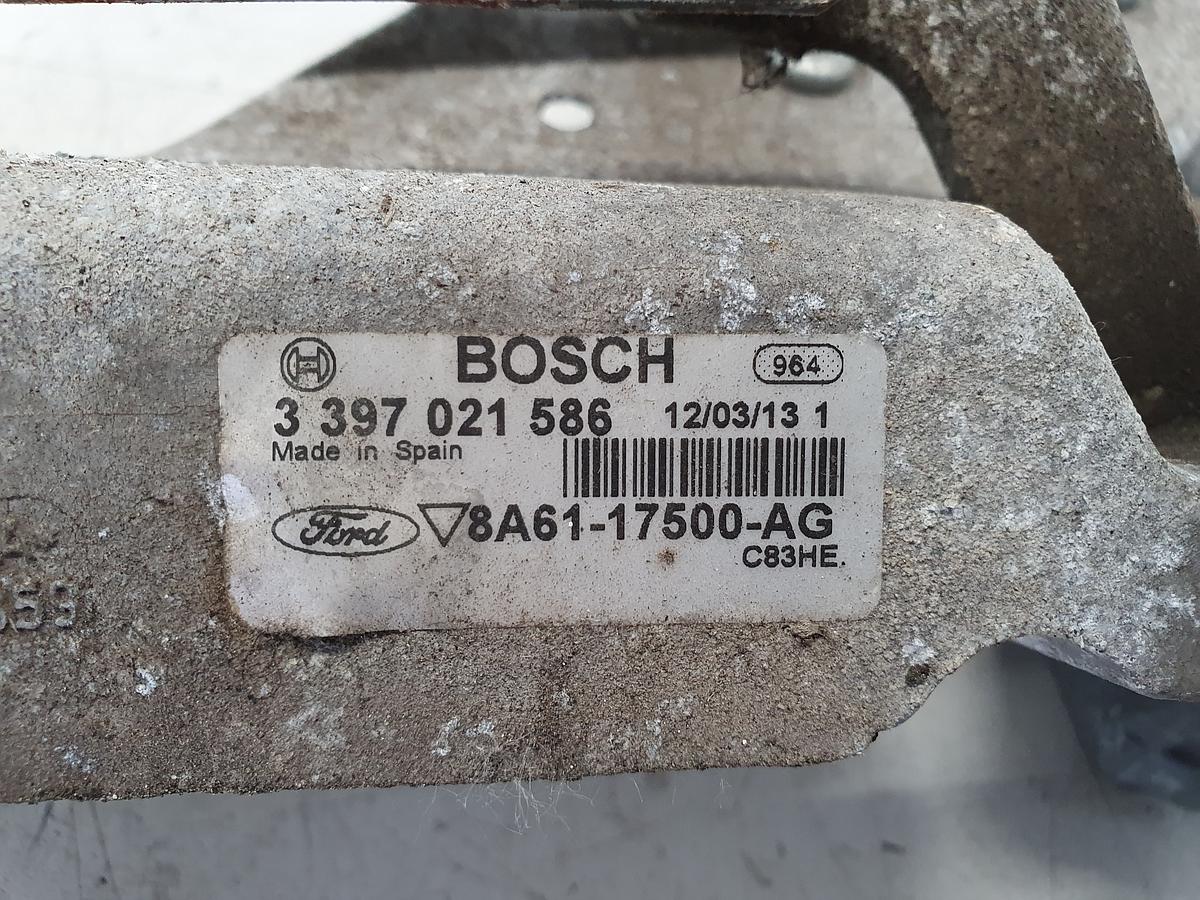 BOSCH 964
3 397 021 586 12/03/13 1
Made in Spain
Ford 8A61-17500-AG
C83HE.